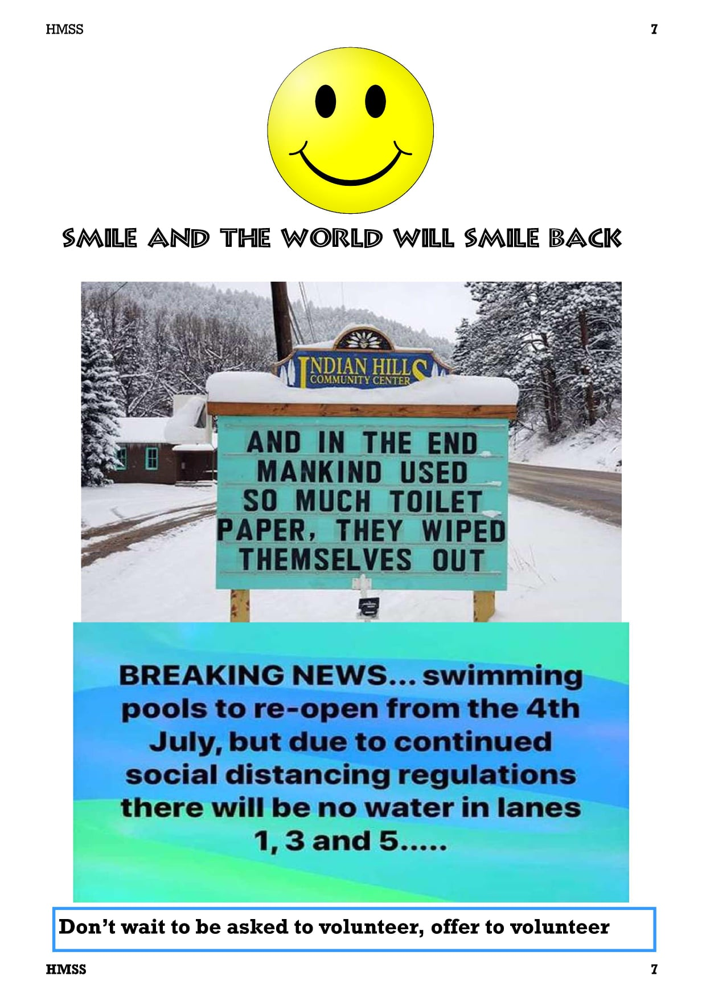 HMSS 7
SMILE AND THE WORLD WILL SMILE BACK
INDIAN HILLS
COMMUNITY CENTER
AND IN THE END
MANKIND USED
SO MUCH TOILET
PAPER, THEY WIPED
THEMSELVES OUT
BREAKING NEWS... swimming
pools to re-open from the 4th
July, but due to continued
social distancing regulations
there will be no water in lanes
1, 3 and 5.....
Don't wait to be asked to volunteer, offer to volunteer
HMSS 7